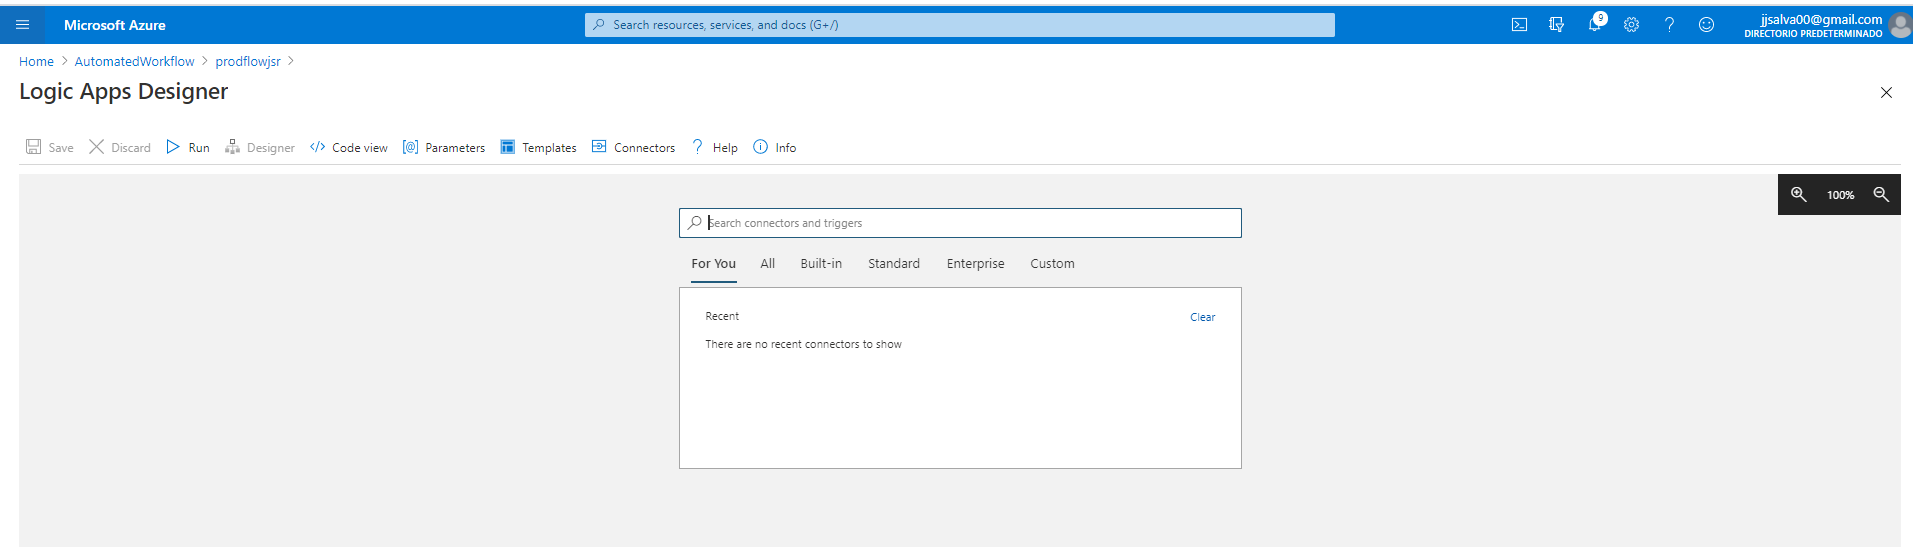 Microsoft Azure
Search resources, services, and docs (G+/)
9
jjsalva00@gmail.com
DIRECTORIO PREDETERMINADO
Home > AutomatedWorkflow > prodflowjsr >
Logic Apps Designer
Save Discard Run Designer Code view Parameters Templates Connectors Help Info
100%
Search connectors and triggers
For You All Built-in Standard Enterprise Custom
Recent Clear
There are no recent connectors to show